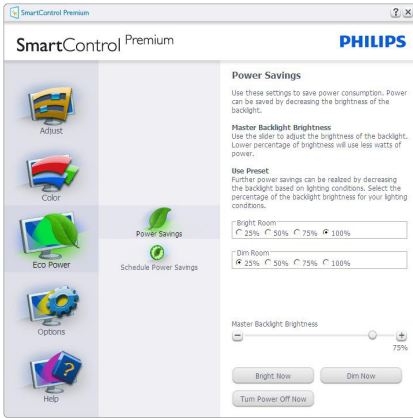 SmartControl Premium
SmartControl Premium
PHILIPS
Adjust
Color
Eco Power
Options
Help
Power Savings
Schedule Power Savings
Power Savings
Use these settings to save power consumption. Power
can be saved by decreasing the brightness of the
backlight.
Master Backlight Brightness
Use the slider to adjust the brightness of the backlight.
Lower percentage of brightness will use less watts of
power.
Use Preset
Further power savings can be realized by decreasing
the backlight based on lighting conditions. Select the
percentage of the backlight brightness for your lighting
conditions.
Bright Room
25% 50% 75% 100%
Dim Room
25% 50% 75% 100%
Master Backlight Brightness
75%
Bright Now Dim Now
Turn Power Off Now